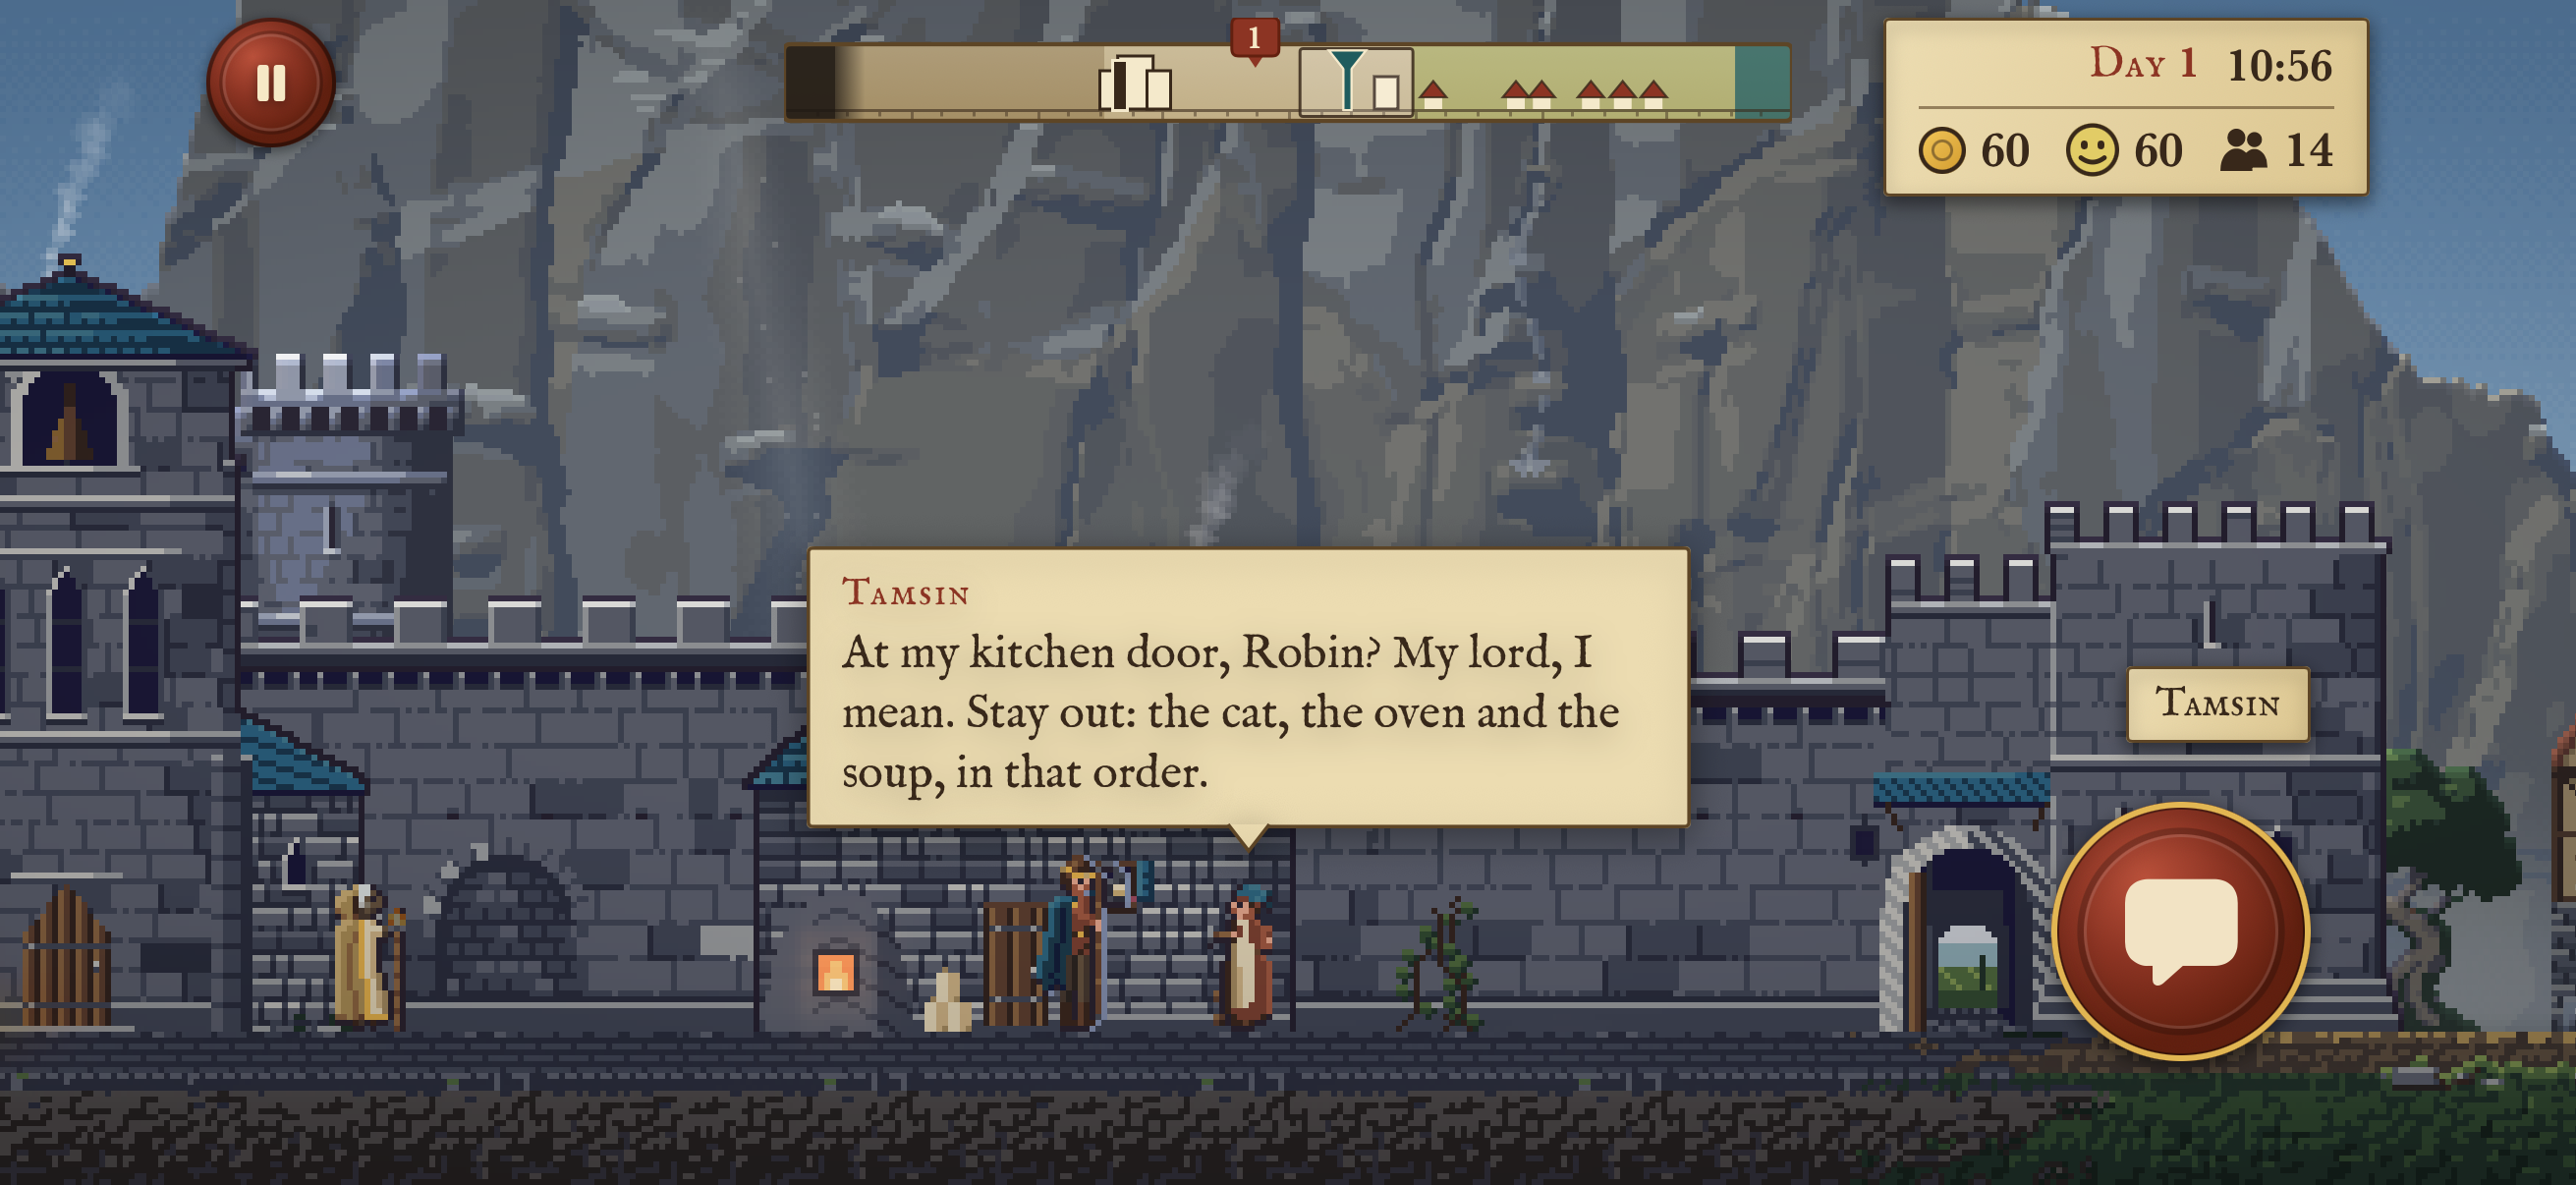 1
Day 1 10:56
60 60 14
Tamsin
At my kitchen door, Robin? My lord, I
mean. Stay out: the cat, the oven and the
soup, in that order.
Tamsin